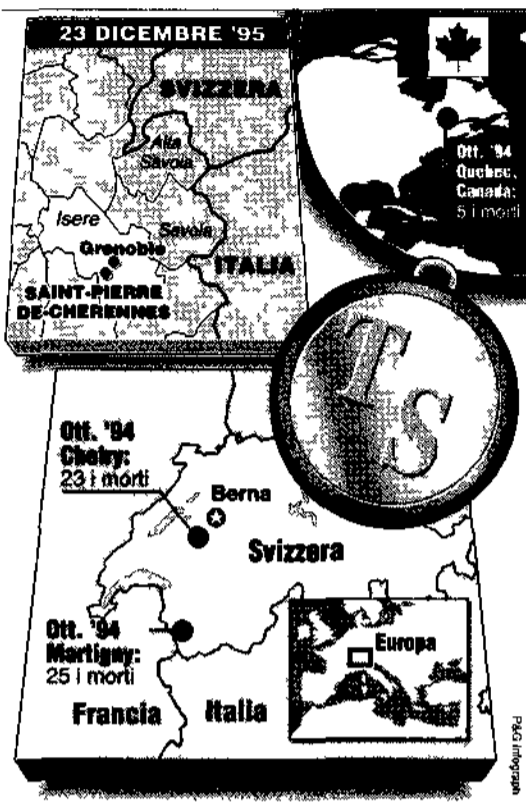 23 DICEMBRE '95
SVIZZERA
Alta
Savoia
Isere
Savoia
Grenoble
ITALIA
SAINT-PIERRE
DE-CHERENNES
Ott. '94
Quebec,
Canada:
5 i morti
T
S
Ott. '94
Cheiry:
23 i morti
Berna
Svizzera
Ott. '94
Martigny:
25 i morti
Europa
Francia
Italia
P&G Infograph